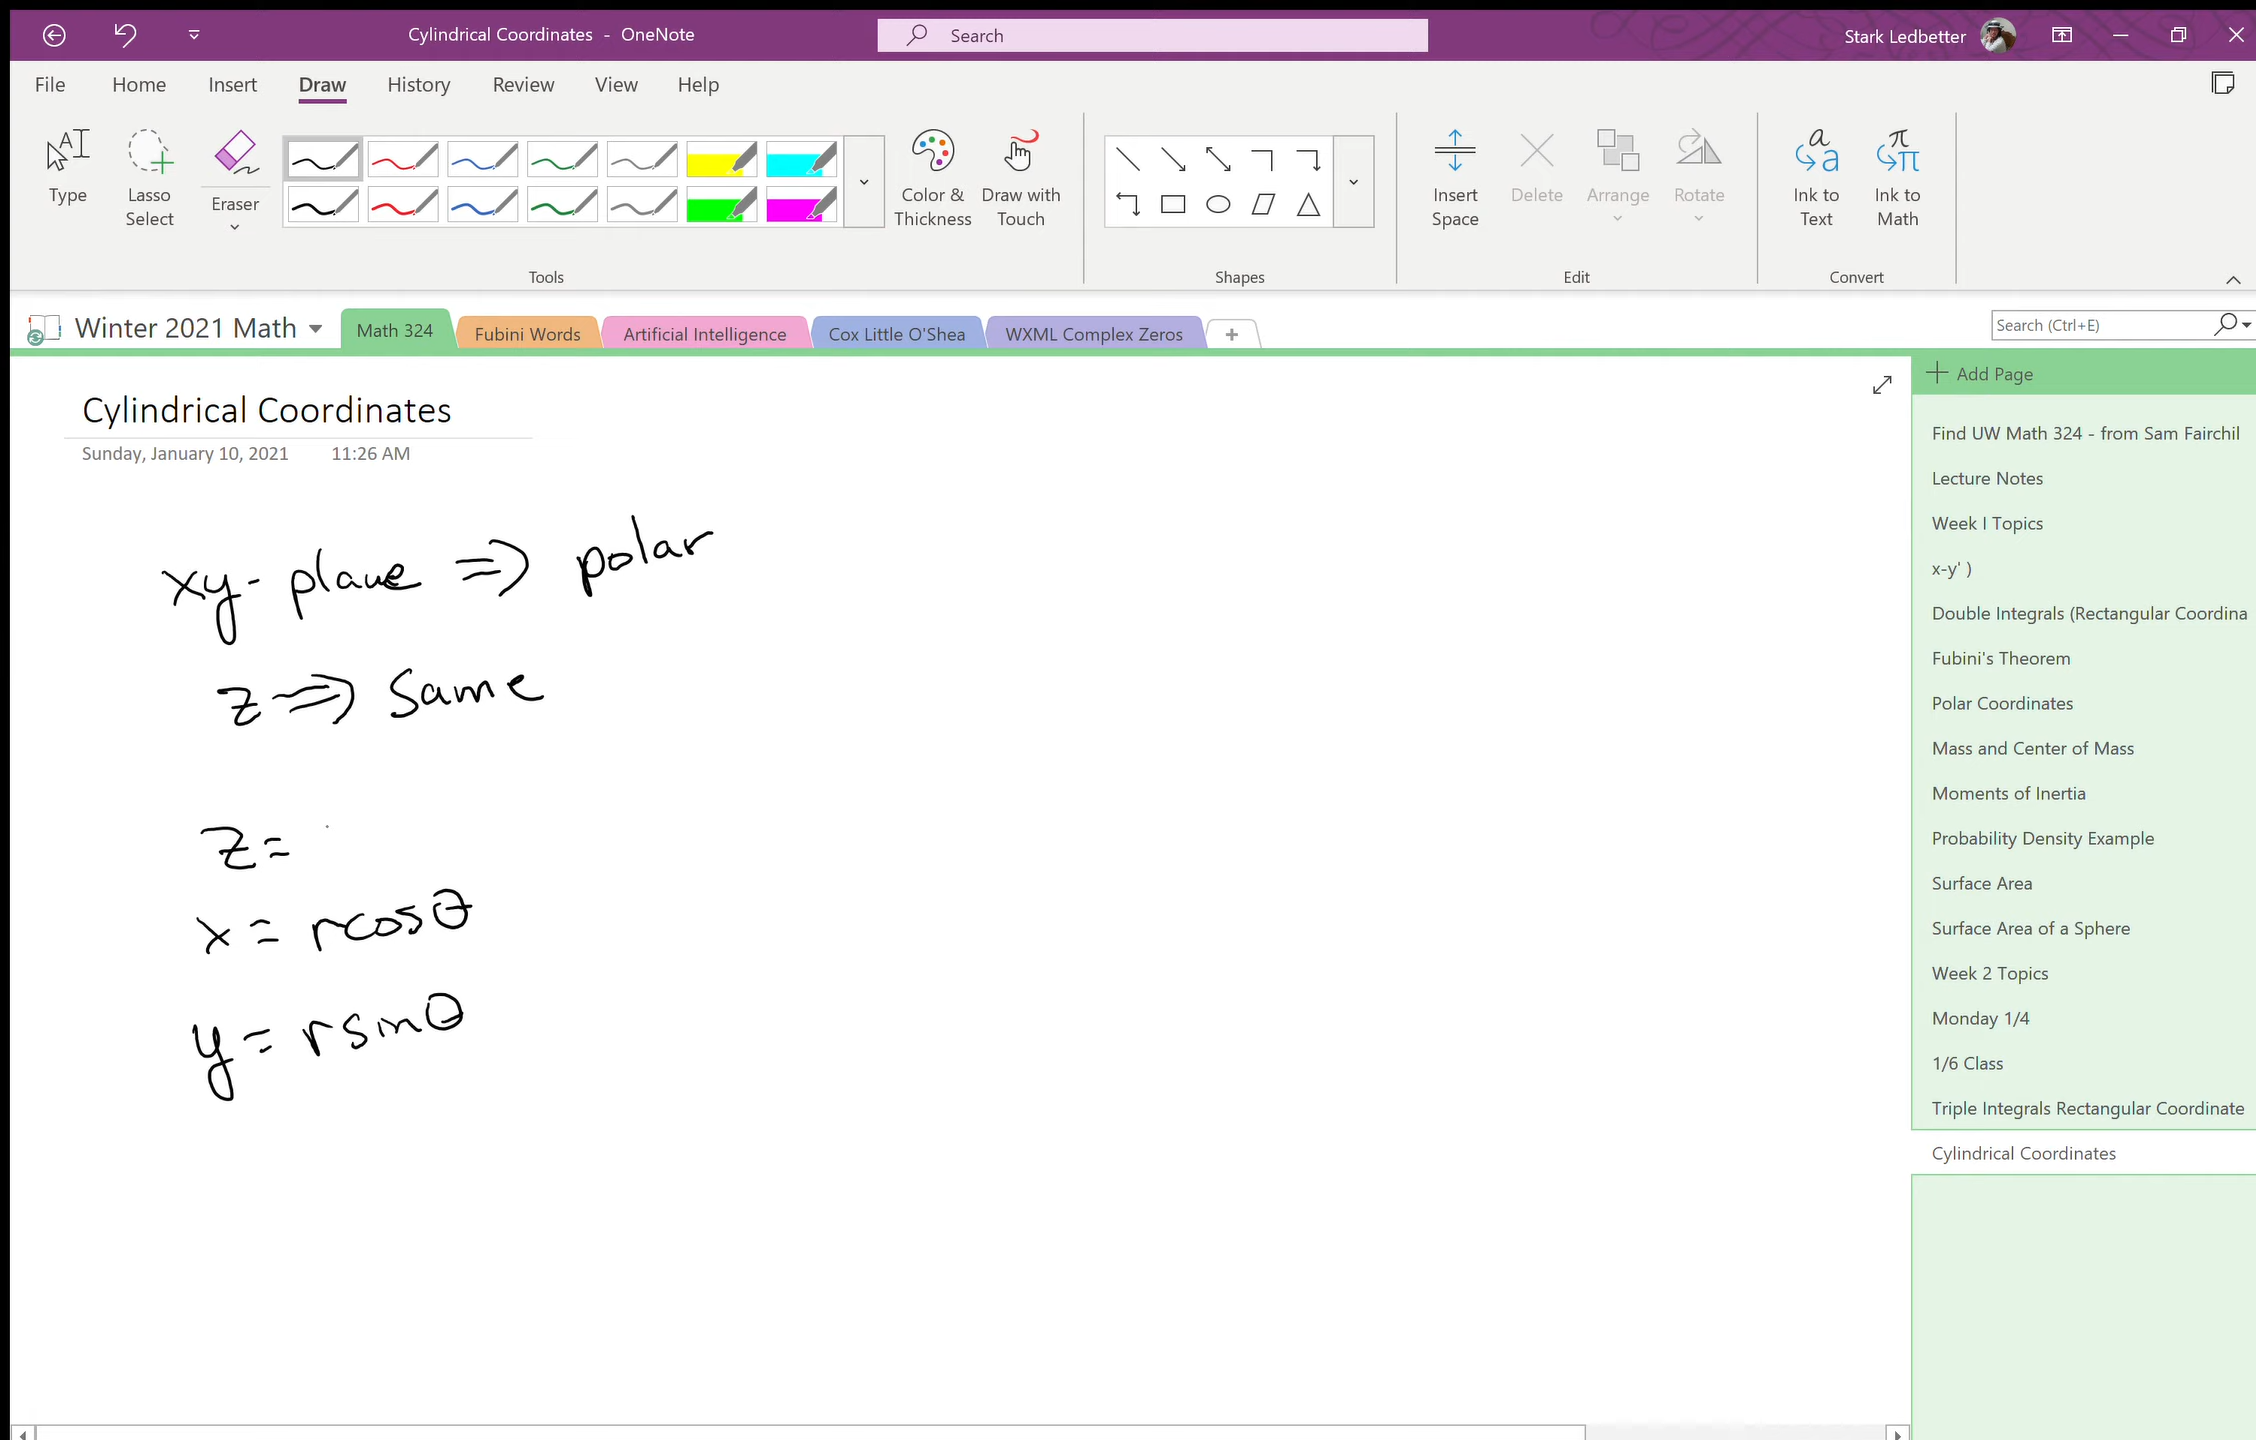 Cylindrical Coordinates - OneNote
Search
Stark Ledbetter
File Home Insert Draw History Review View Help
Type
Lasso Select
Eraser
Color & Thickness
Draw with Touch
Insert Space
Delete
Arrange
Rotate
Ink to Text
Ink to Math
Tools
Shapes
Edit
Convert
Winter 2021 Math
Math 324
Fubini Words
Artificial Intelligence
Cox Little O'Shea
WXML Complex Zeros
Search (Ctrl+E)
Cylindrical Coordinates
Sunday, January 10, 2021 11:26 AM
xy-plane ⇒ polar
z ⇒ same
z =
x = rcosθ
y = rsinθ
Add Page
Find UW Math 324 - from Sam Fairchil
Lecture Notes
Week I Topics
x-y' )
Double Integrals (Rectangular Coordina
Fubini's Theorem
Polar Coordinates
Mass and Center of Mass
Moments of Inertia
Probability Density Example
Surface Area
Surface Area of a Sphere
Week 2 Topics
Monday 1/4
1/6 Class
Triple Integrals Rectangular Coordinate
Cylindrical Coordinates